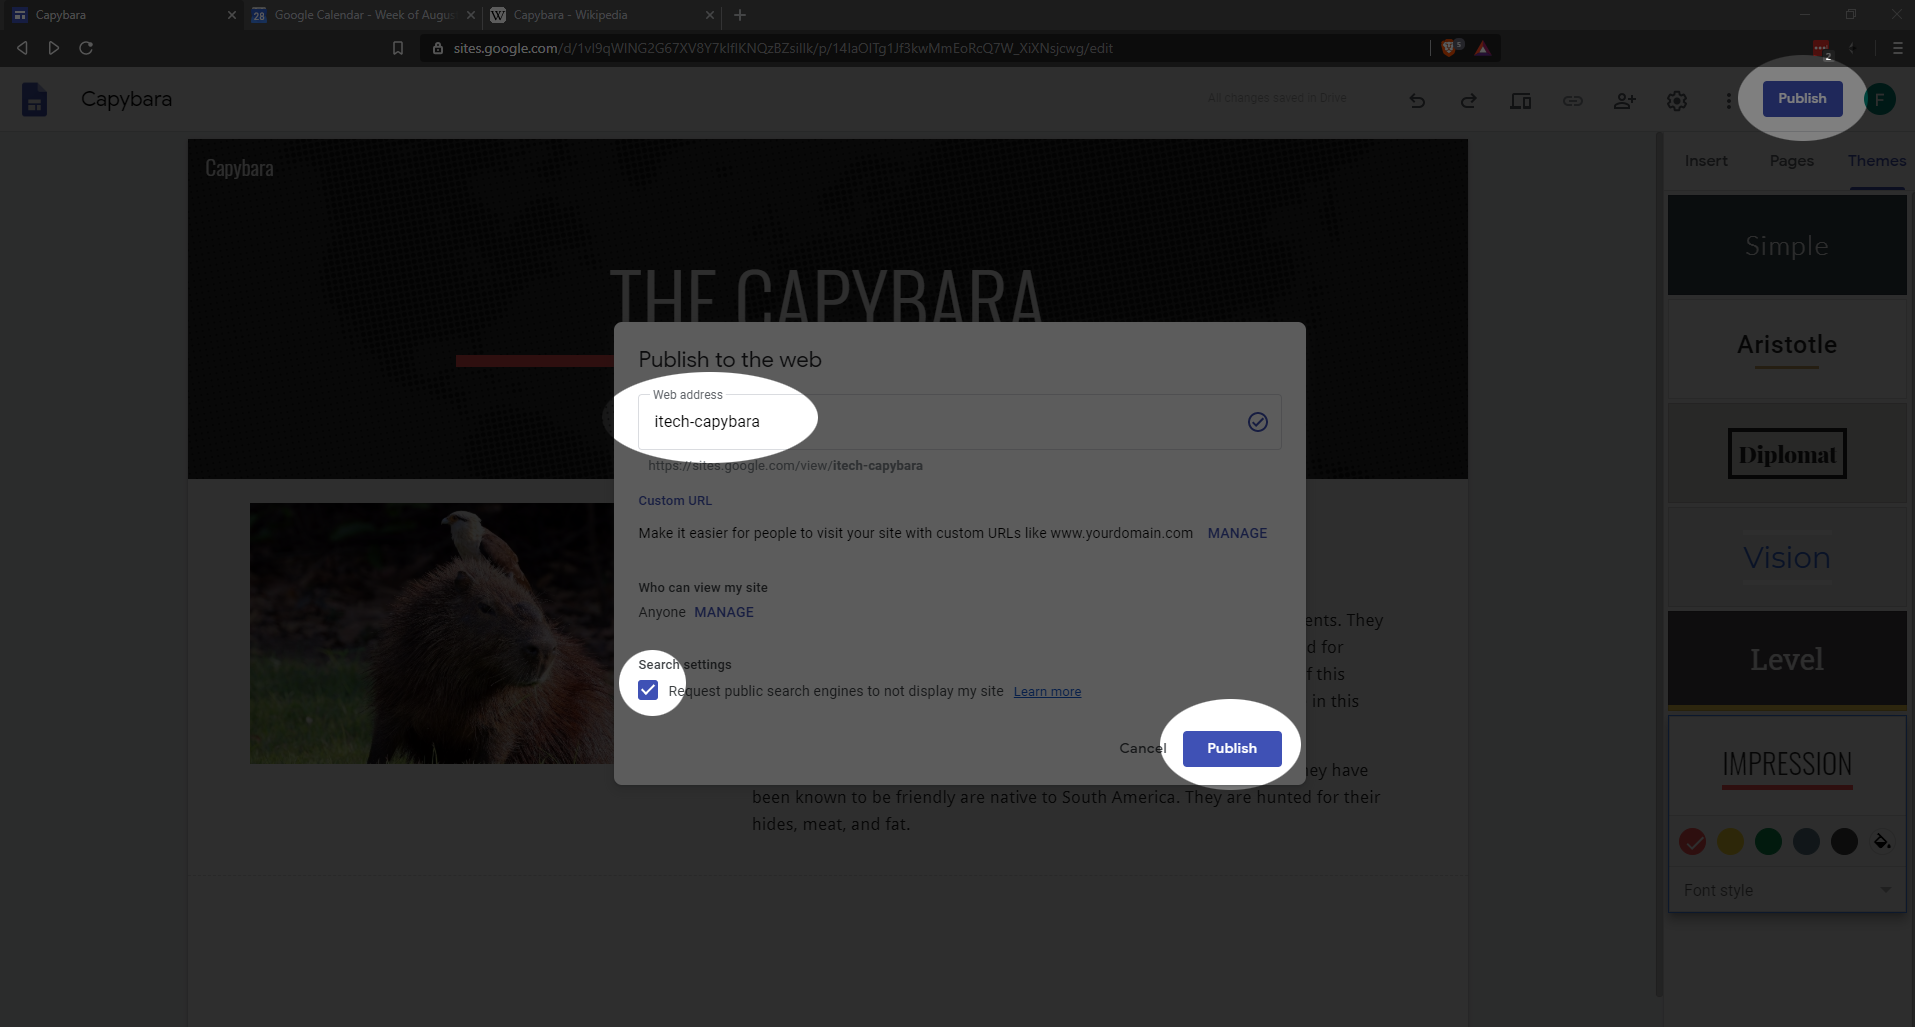 Capybara
Google Calendar - Week of Augus
Capybara - Wikipedia
28
W
sites.google.com/d/
/edit
5
2
Capybara
All changes saved in Drive
Publish
F
Insert
Pages
Themes
Capybara
THE CAPYBARA
Publish to the web
Web address
itech-capybara
https://sites.google.com/view/itech-capybara
Custom URL
Make it easier for people to visit your site with custom URLs like www.yourdomain.com MANAGE
Who can view my site
Anyone MANAGE
Search settings
Request public search engines to not display my site Learn more
Cancel
Publish
ents. They
d for
f this
in this
ey have
been known to be friendly are native to South America. They are hunted for their
hides, meat, and fat.
Simple
Aristotle
Diplomat
Vision
Level
IMPRESSION
Font style